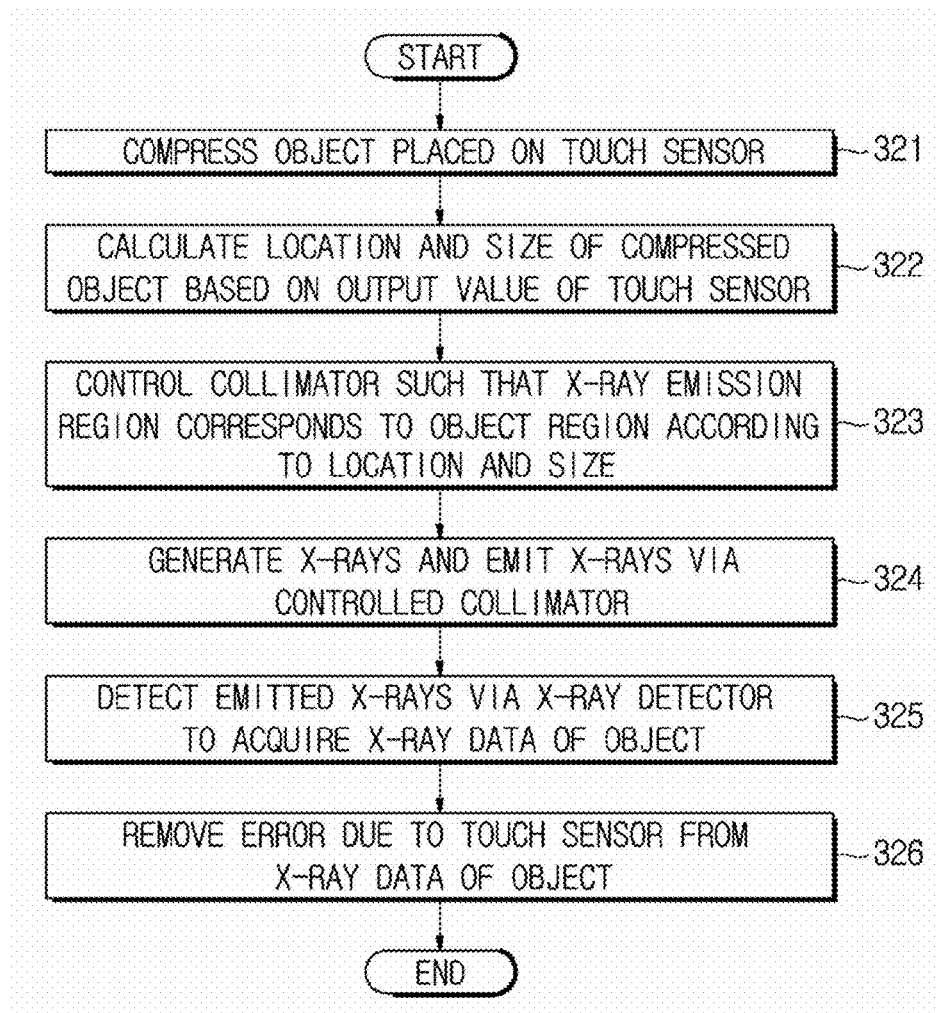 START
COMPRESS OBJECT PLACED ON TOUCH SENSOR
321
CALCULATE LOCATION AND SIZE OF COMPRESSED
OBJECT BASED ON OUTPUT VALUE OF TOUCH SENSOR
322
CONTROL COLLIMATOR SUCH THAT X-RAY EMISSION
REGION CORRESPONDS TO OBJECT REGION ACCORDING
TO LOCATION AND SIZE
323
GENERATE X-RAYS AND EMIT X-RAYS VIA
CONTROLLED COLLIMATOR
324
DETECT EMITTED X-RAYS VIA X-RAY DETECTOR
TO ACQUIRE X-RAY DATA OF OBJECT
325
REMOVE ERROR DUE TO TOUCH SENSOR FROM
X-RAY DATA OF OBJECT
326
END